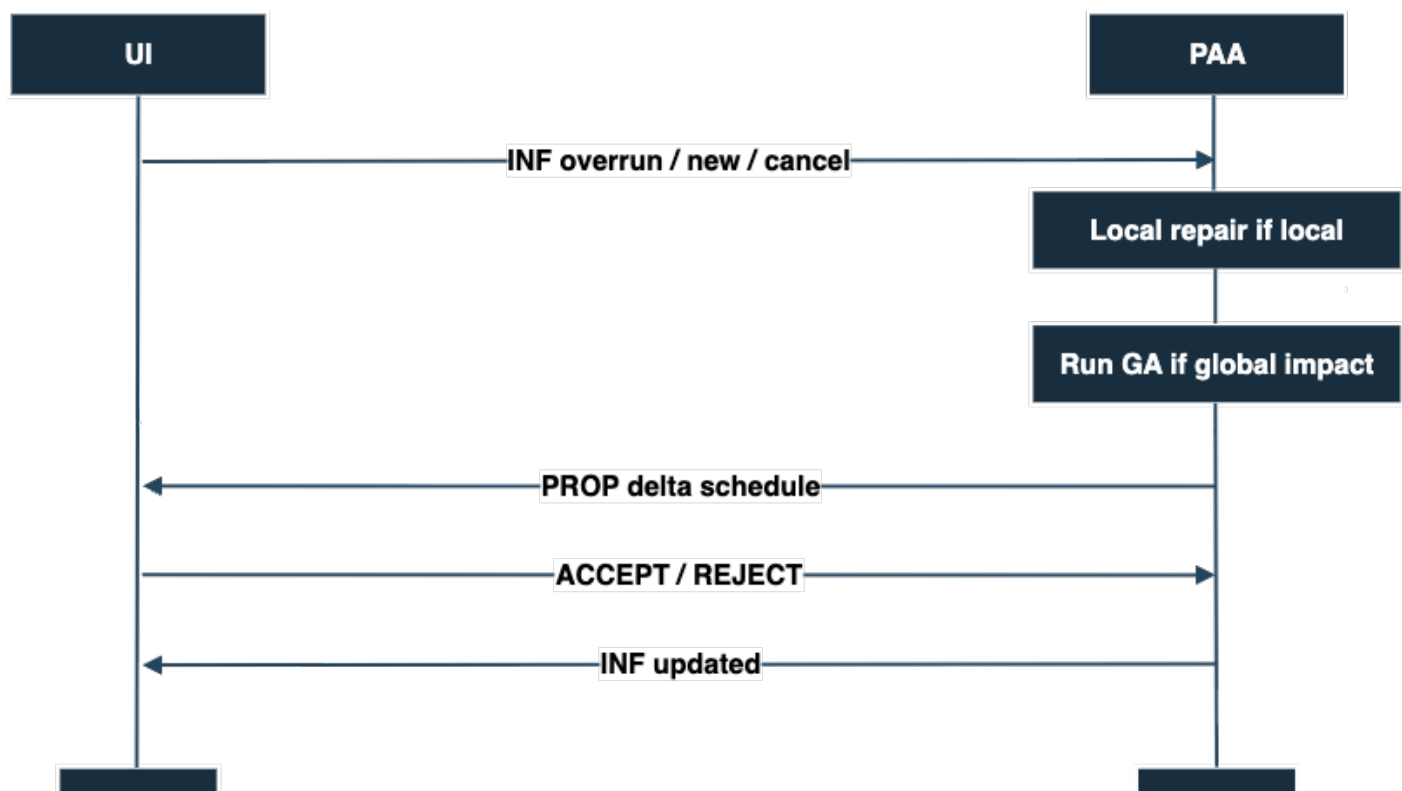 UI
PAA
INF overrun / new / cancel
Local repair if local
Run GA if global impact
PROP delta schedule
ACCEPT / REJECT
INF updated